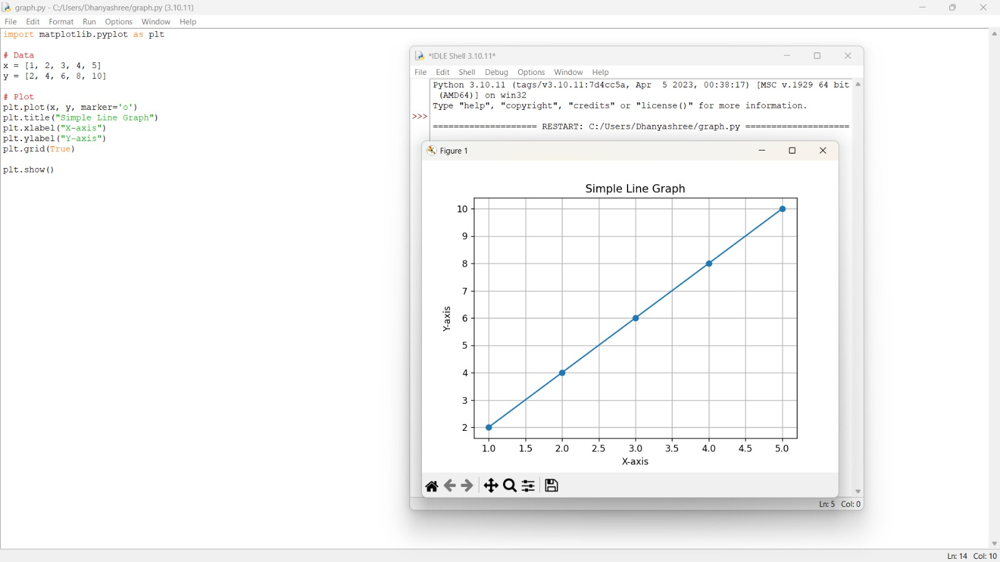 graph.py - C:/Users/Dhanyashree/graph.py (3.10.11)
File Edit Format Run Options Window Help
import matplotlib.pyplot as plt
# Data
x = [1, 2, 3, 4, 5]
y = [2, 4, 6, 8, 10]
# Plot
plt.plot(x, y, marker='o')
plt.title("Simple Line Graph")
plt.xlabel("X-axis")
plt.ylabel("Y-axis")
plt.grid(True)
plt.show()
*IDLE Shell 3.10.11*
File Edit Shell Debug Options Window Help
Python 3.10.11 (tags/v3.10.11:7d4cc5a, Apr  5 2023, 00:38:17) [MSC v.1929 64 bit
(AMD64)] on win32
Type "help", "copyright", "credits" or "license()" for more information.
>>>
==================== RESTART: C:/Users/Dhanyashree/graph.py ====================
Figure 1
Simple Line Graph
10
9
8
7
6
5
4
3
2
Y-axis
1.0 1.5 2.0 2.5 3.0 3.5 4.0 4.5 5.0
X-axis
Ln: 5 Col: 0
Ln: 14 Col: 10